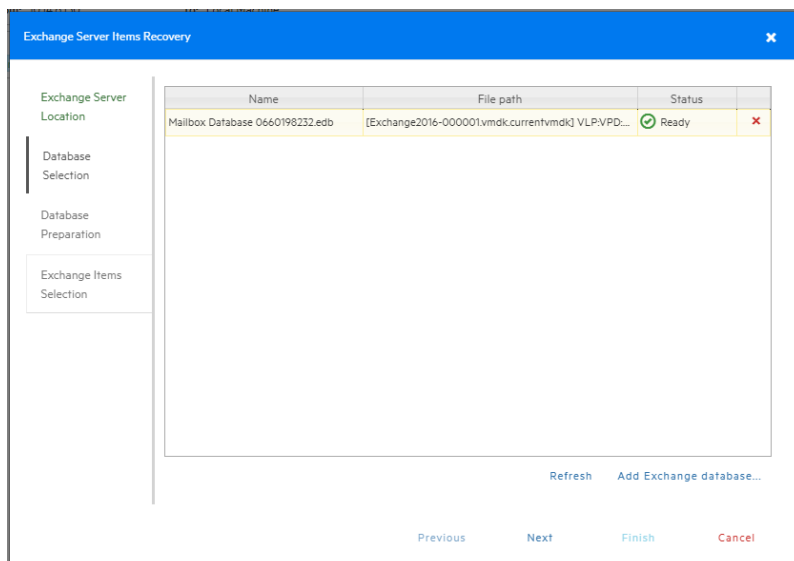 Exchange Server Items Recovery
Exchange Server
Location
Database
Selection
Database
Preparation
Exchange Items
Selection
Name File path Status
Mailbox Database 0660198232.edb [Exchange2016-000001.vmdk.currentvmdk] VLP:VPD:... Ready
Refresh Add Exchange database...
Previous Next Finish Cancel